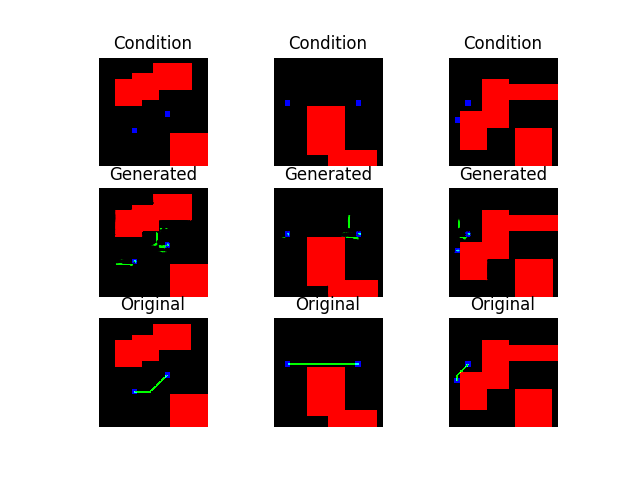 Condition Condition Condition
Generated Generated Generated
Original Original Original